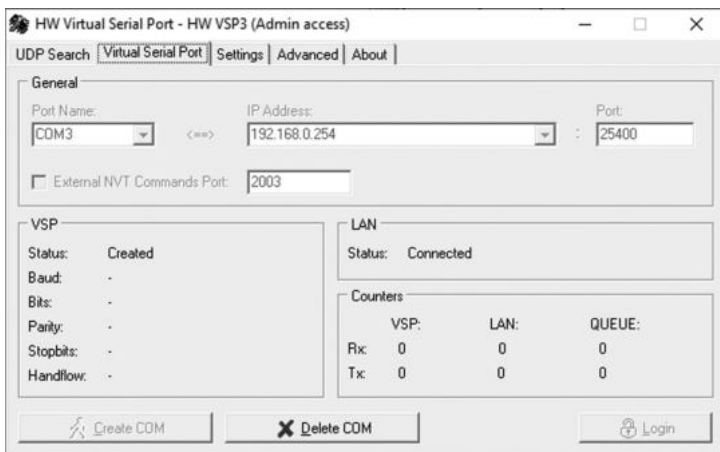 HW Virtual Serial Port - HW VSP3 (Admin access)
UDP Search Virtual Serial Port Settings Advanced About
General
Port Name: IP Address: Port:
COM3 <==> 192.168.0.254 : 25400
External NVT Commands Port: 2003
VSP
Status: Created
Baud: -
Bits: -
Parity: -
Stopbits: -
Handflow: -
LAN
Status: Connected
Counters
VSP: LAN: QUEUE:
Rx: 0 0 0
Tx: 0 0 0
Create COM Delete COM Login